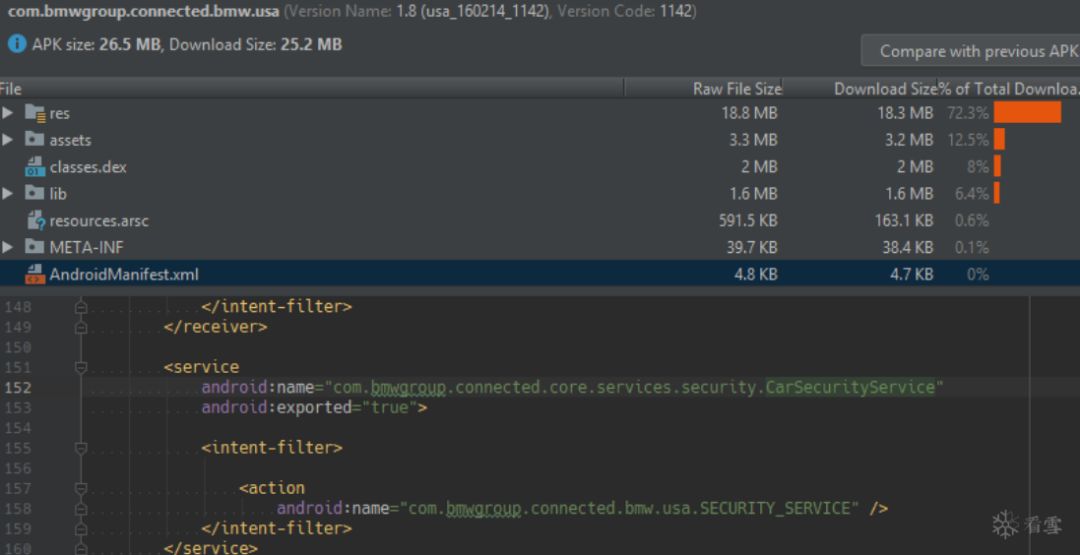 com.bmwgroup.connected.bmw.usa (Version Name: 1.8 (usa_160214_1142), Version Code: 1142)
APK size: 26.5 MB, Download Size: 25.2 MB
Compare with previous APK
File Raw File Size Download Size % of Total Downloa.
res 18.8 MB 18.3 MB 72.3%
assets 3.3 MB 3.2 MB 12.5%
classes.dex 2 MB 2 MB 8%
lib 1.6 MB 1.6 MB 6.4%
resources.arsc 591.5 KB 163.1 KB 0.6%
META-INF 39.7 KB 38.4 KB 0.1%
AndroidManifest.xml 4.8 KB 4.7 KB 0%
148 </intent-filter>
149 </receiver>
150
151 <service
152 android:name="com.bmwgroup.connected.core.services.security.CarSecurityService"
153 android:exported="true">
154
155 <intent-filter>
156
157 <action
158 android:name="com.bmwgroup.connected.bmw.usa.SECURITY_SERVICE" />
159 </intent-filter>
160 </service>
看雪